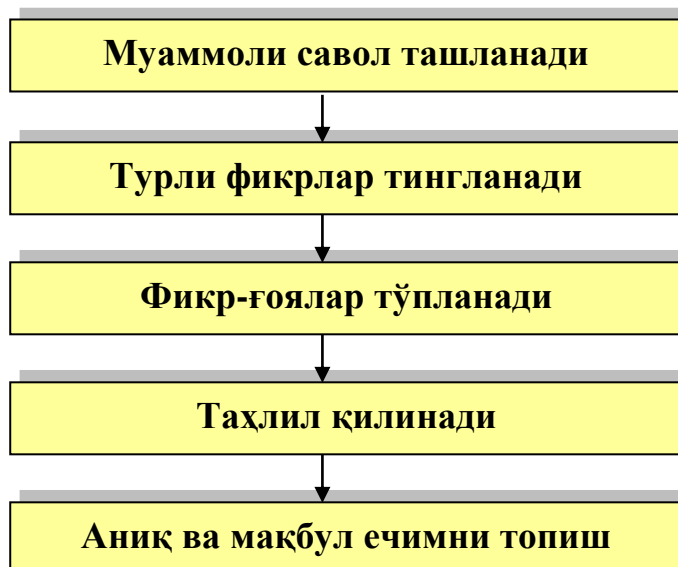 Муаммоли савол ташланади
Турли фикрлар тингланади
Фикр-ғоялар тўпланади
Таҳлил қилинади
Аниқ ва мақбул ечимни топиш